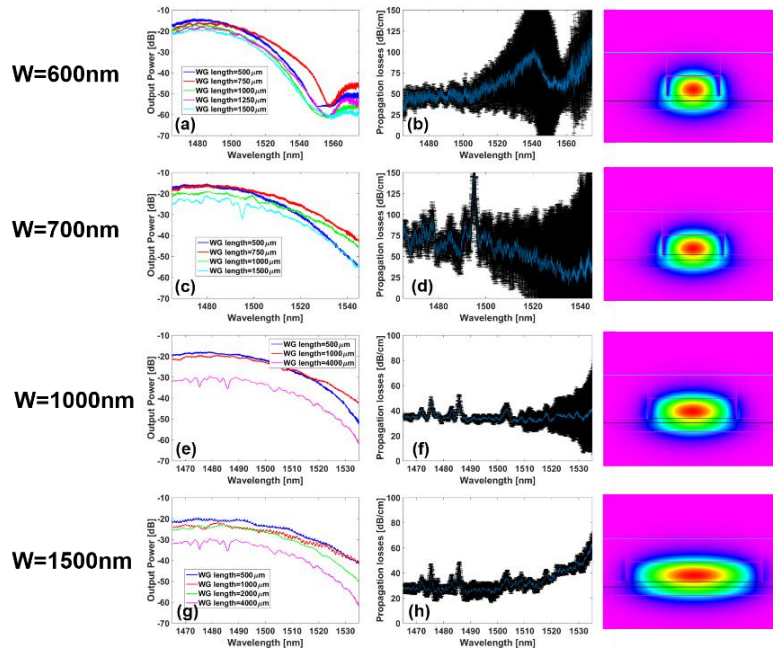 W=600nm
Output Power [dB]
-10
-20
-30
-40
-50
-60
-70
WG length=500μm
WG length=750μm
WG length=1000μm
WG length=1250μm
WG length=1500μm
(a)
1480 1500 1520 1540 1560
Wavelength [nm]
Propagation losses [dB/cm]
150
125
100
75
50
25
0
(b)
1480 1500 1520 1540 1560
Wavelength [nm]
W=700nm
Output Power [dB]
-10
-20
-30
-40
-50
-60
-70
WG length=500μm
WG length=750μm
WG length=1000μm
WG length=1500μm
(c)
1480 1500 1520 1540
Wavelength [nm]
Propagation losses [dB/cm]
150
125
100
75
50
25
0
(d)
1480 1500 1520 1540
Wavelength [nm]
W=1000nm
Output Power [dB]
-10
-20
-30
-40
-50
-60
-70
WG length=500μm
WG length=1000μm
WG length=4000μm
(e)
1470 1480 1490 1500 1510 1520 1530
Wavelength [nm]
Propagation losses [dB/cm]
100
80
60
40
20
0
(f)
1470 1480 1490 1500 1510 1520 1530
Wavelength [nm]
W=1500nm
Output Power [dB]
-10
-20
-30
-40
-50
-60
-70
WG length=500μm
WG length=1000μm
WG length=2000μm
WG length=4000μm
(g)
1470 1480 1490 1500 1510 1520 1530
Wavelength [nm]
Propagation losses [dB/cm]
100
80
60
40
20
0
(h)
1470 1480 1490 1500 1510 1520 1530
Wavelength [nm]